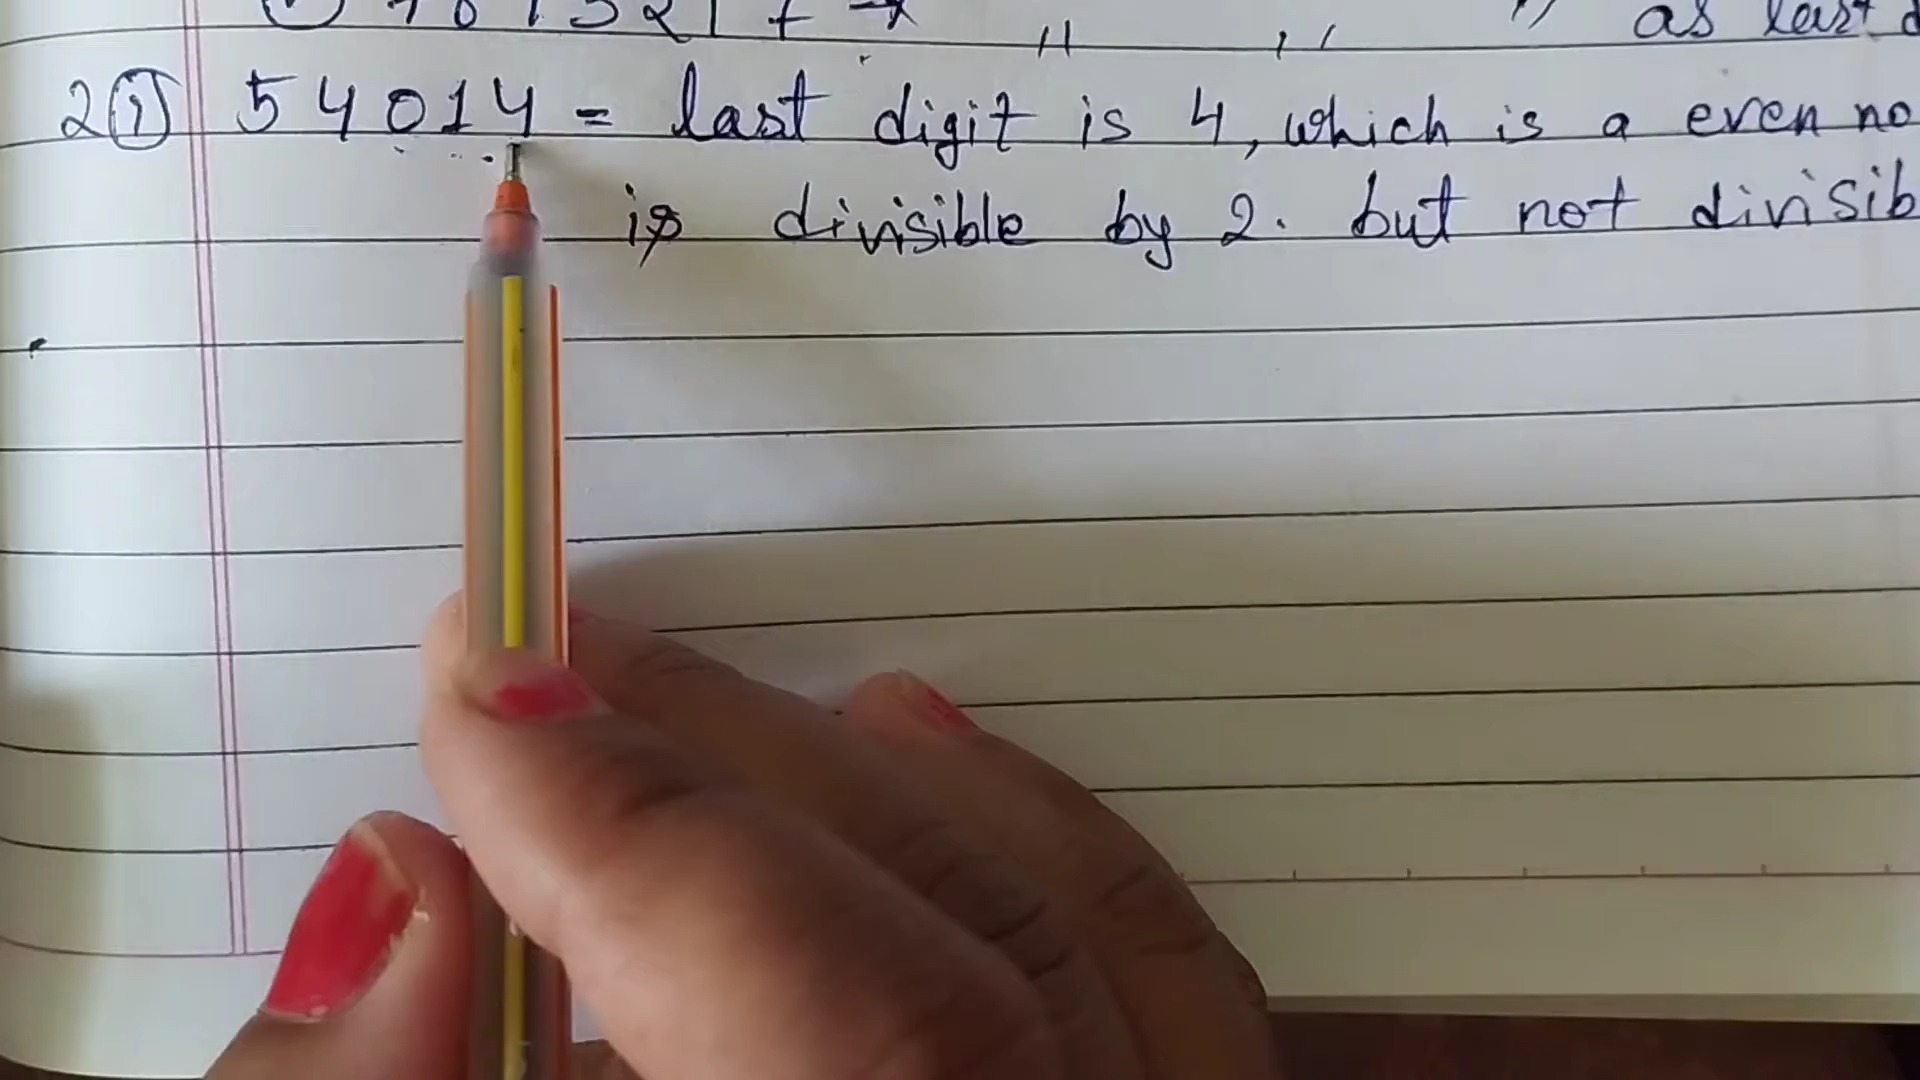 as last
2 (i) 54014 = last digit is 4, which is a even no
is divisible by 2. but not divisib